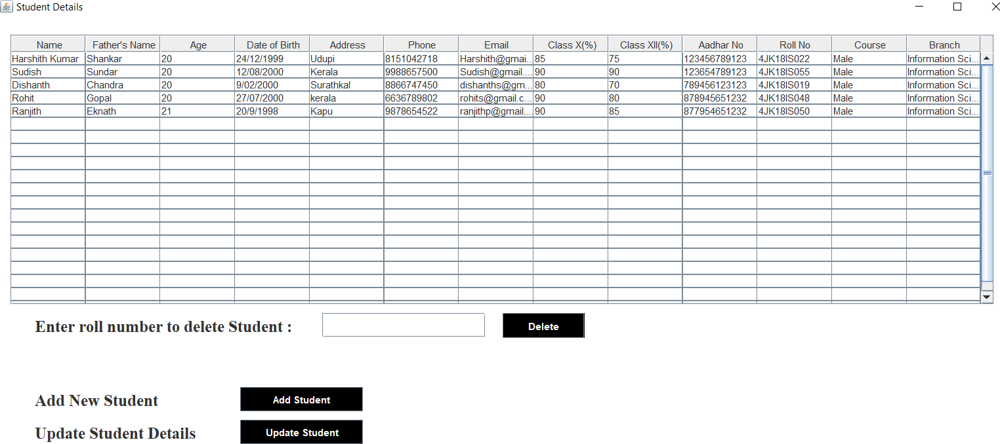 Student Details
Name Father's Name Age Date of Birth Address Phone Email Class X(%) Class XII(%) Aadhar No Roll No Course Branch
Harshith Kumar Shankar 20 24/12/1999 Udupi 8151042718 Harshith@gmai... 85 75 123456789123 4JK18IS022 Male Information Sci...
Sudish Sundar 20 12/08/2000 Kerala 9988657500 Sudish@gmail.... 90 90 123654789123 4JK18IS055 Male Information Sci...
Dishanth Chandra 20 9/02/2000 Surathkal 8866747450 dishanths@gm... 80 70 789456123123 4JK18IS019 Male Information Sci...
Rohit Gopal 20 27/07/2000 kerala 6636789802 rohits@gmail.c... 90 80 878945651232 4JK18IS048 Male Information Sci...
Ranjith Eknath 21 20/9/1998 Kapu 9878654522 ranjithp@gmail.... 90 85 877954651232 4JK18IS050 Male Information Sci...
Enter roll number to delete Student : Delete
Add New Student Add Student
Update Student Details Update Student